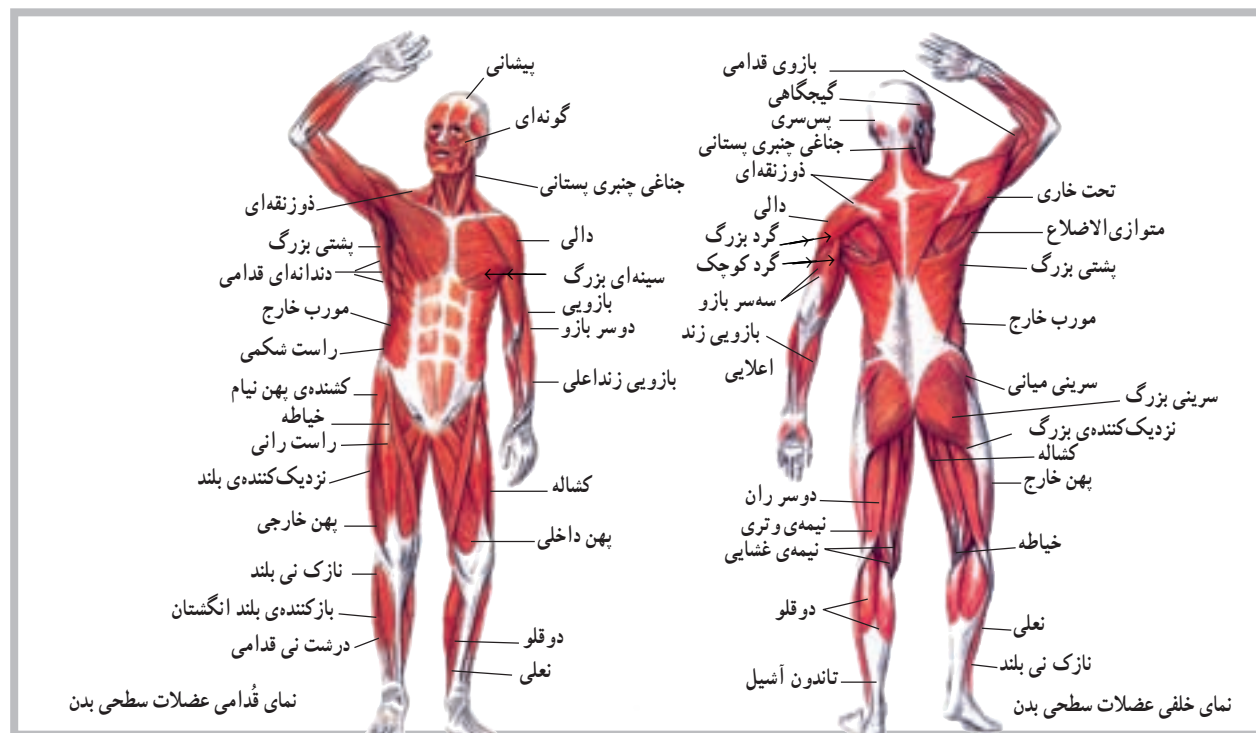 بازوی قدامی
گیجگاهی
پس‌سری
جناغی چنبری پستانی
ذوزنقه‌ای
دالی
گرد بزرگ
گرد کوچک
سه‌سر بازو
بازویی زند
اعلایی
دوسر ران
نیمه‌ی وتری
نیمه‌ی غشایی
دوقلو
تاندون آشیل
تحت خاری
متوازی‌الاضلاع
پشتی بزرگ
مورب خارج
سرینی میانی
سرینی بزرگ
نزدیک‌کننده‌ی بزرگ
کشاله
پهن خارج
خیاطه
نعلی
نازک نی بلند
نمای خلفی عضلات سطحی بدن
پیشانی
گونه‌ای
جناغی چنبری پستانی
دالی
سینه‌ای بزرگ
بازویی
دوسر بازو
بازویی زنداعلی
کشاله
پهن داخلی
دوقلو
نعلی
ذوزنقه‌ای
پشتی بزرگ
دندانه‌ای قدامی
مورب خارج
راست شکمی
کشنده‌ی پهن نیام
خیاطه
راست رانی
نزدیک‌کننده‌ی بلند
پهن خارجی
نازک نی بلند
بازکننده‌ی بلند انگشتان
درشت نی قدامی
نمای قُدامی عضلات سطحی بدن